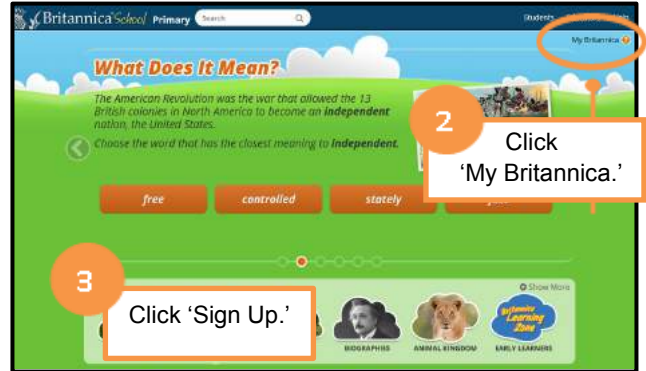 Britannica School Primary Search Students
My Britannica ?
What Does It Mean?
The American Revolution was the war that allowed the 13
British colonies in North America to become an independent
nation, the United States.
Choose the word that has the closest meaning to independent.
2
Click
'My Britannica.'
free controlled stately
3
Click 'Sign Up.'
Show More
Britannica
Learning
Zone
BIOGRAPHIES ANIMAL KINGDOM EARLY LEARNERS